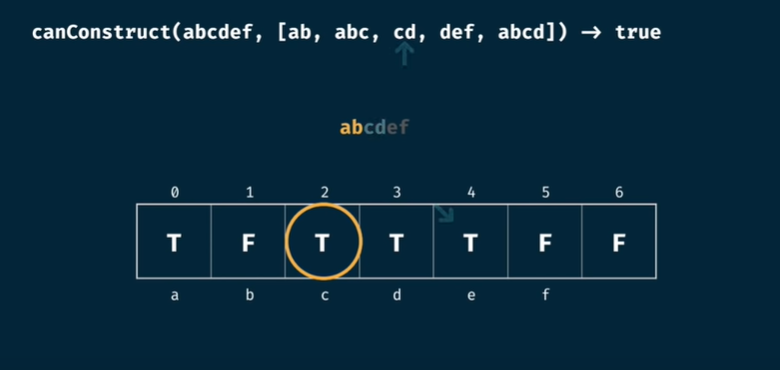 canConstruct(abcdef, [ab, abc, cd, def, abcd]) → true
abcdef
0 1 2 3 4 5 6
T F T T T F F
a b c d e f